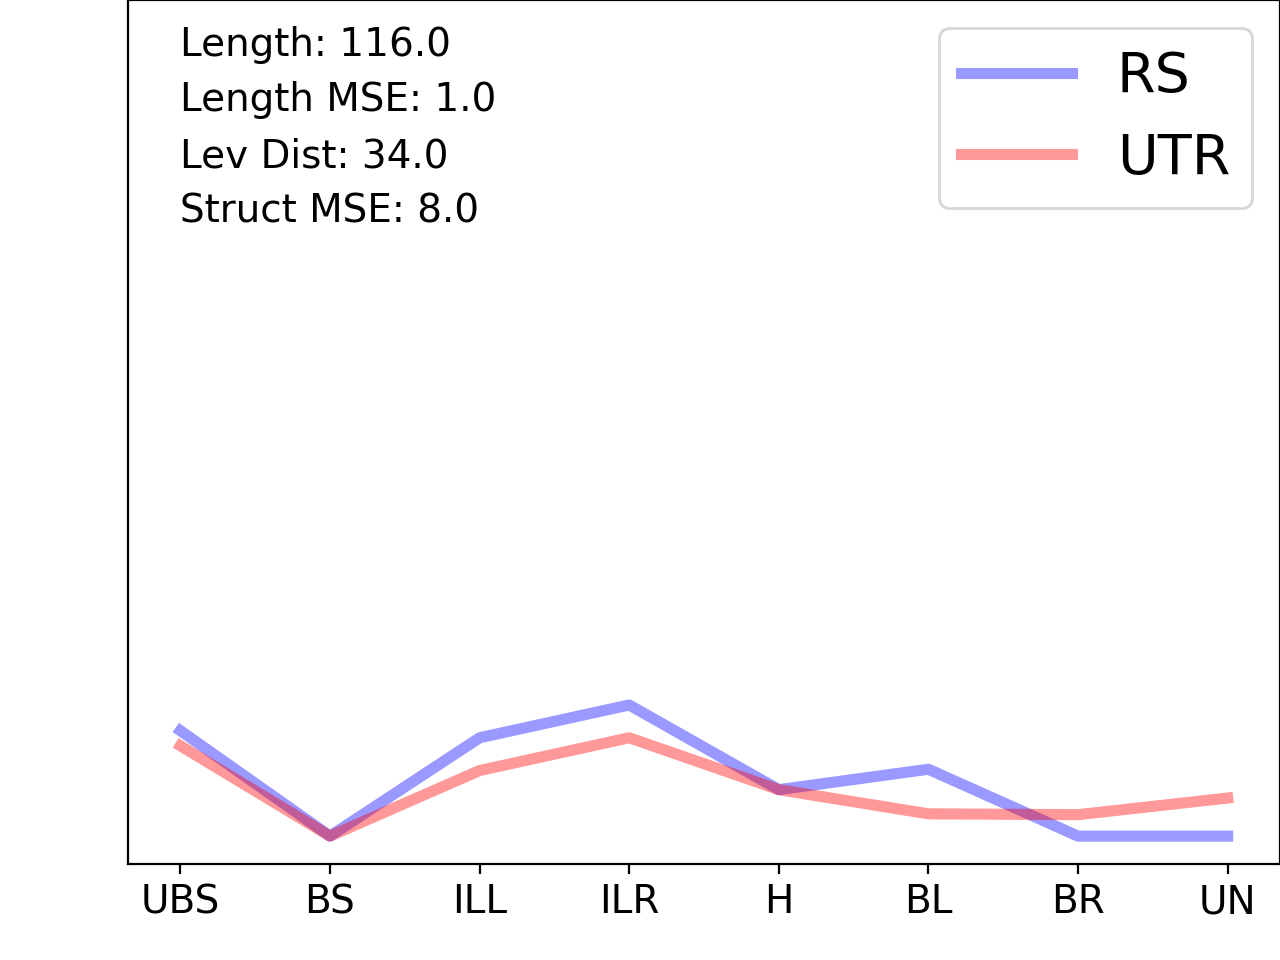 Length: 116.0
Length MSE: 1.0
Lev Dist: 34.0
Struct MSE: 8.0
RS
UTR
UBS BS ILL ILR H BL BR UN